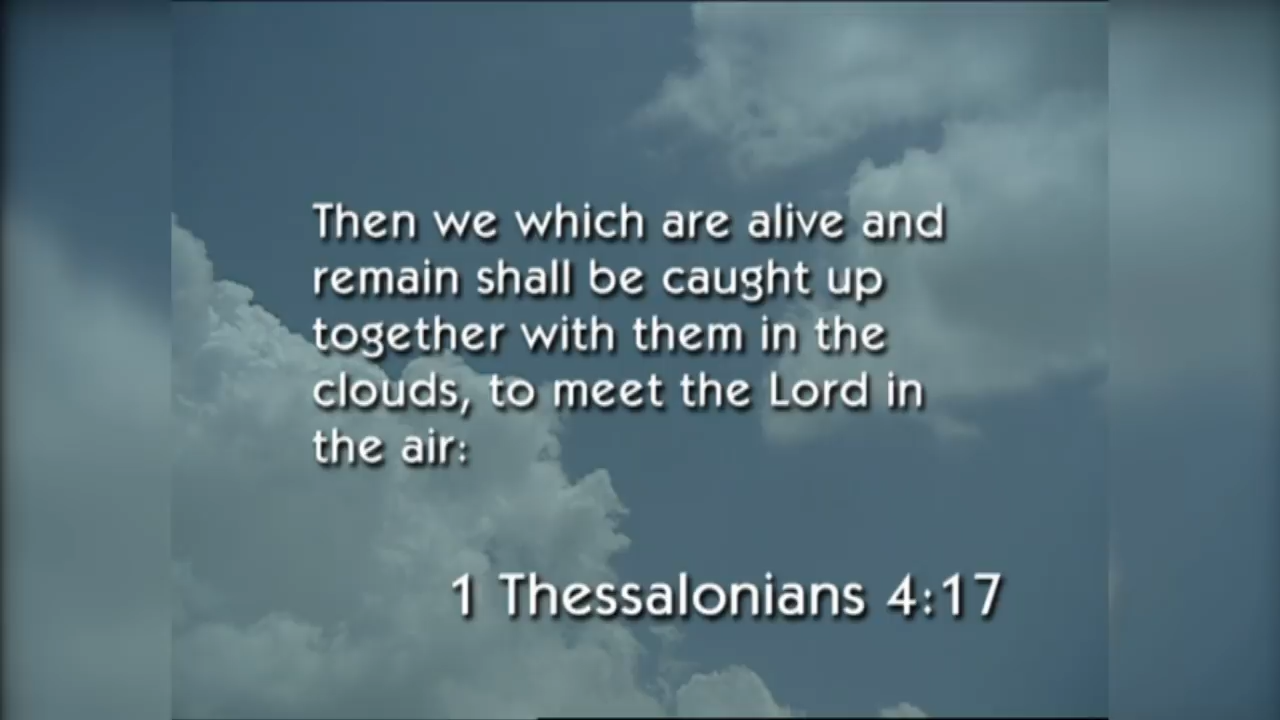 Then we which are alive and
remain shall be caught up
together with them in the
clouds, to meet the Lord in
the air:
1 Thessalonians 4:17